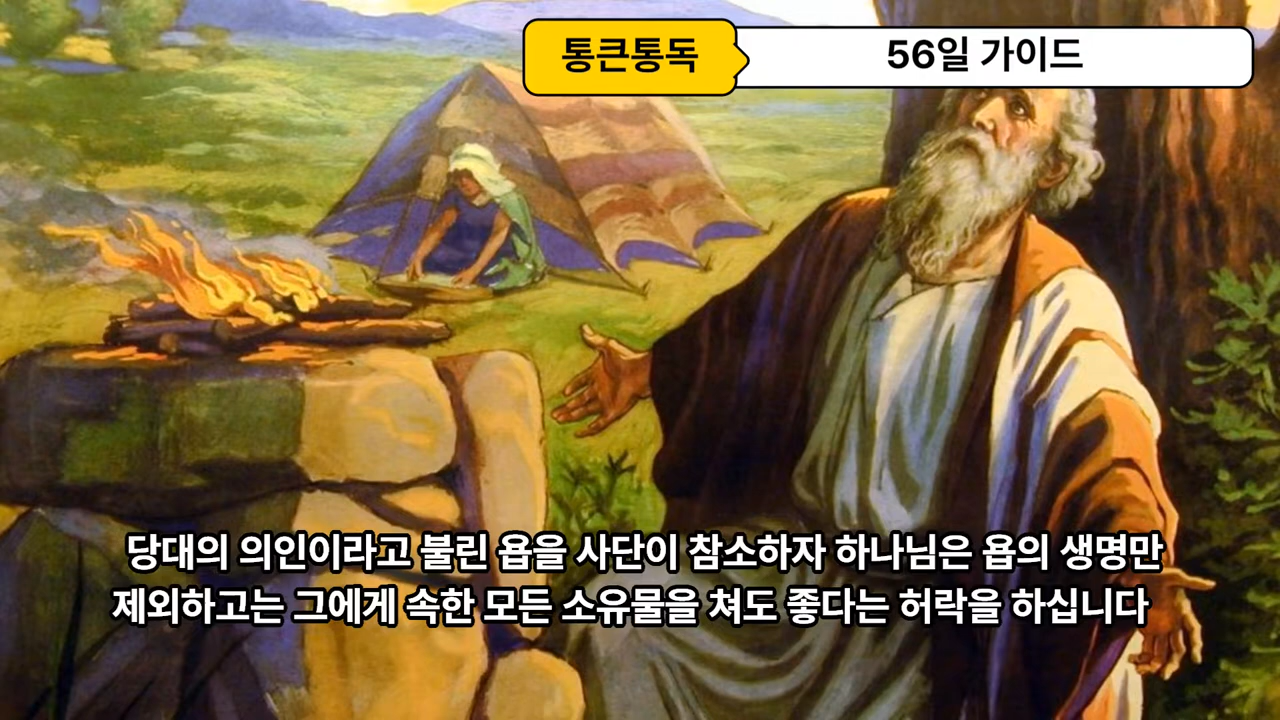 통큰통독
56일 가이드
당대의 의인이라고 불린 욥을 사단이 참소하자 하나님은 욥의 생명만
제외하고는 그에게 속한 모든 소유물을 쳐도 좋다는 허락을 하십니다